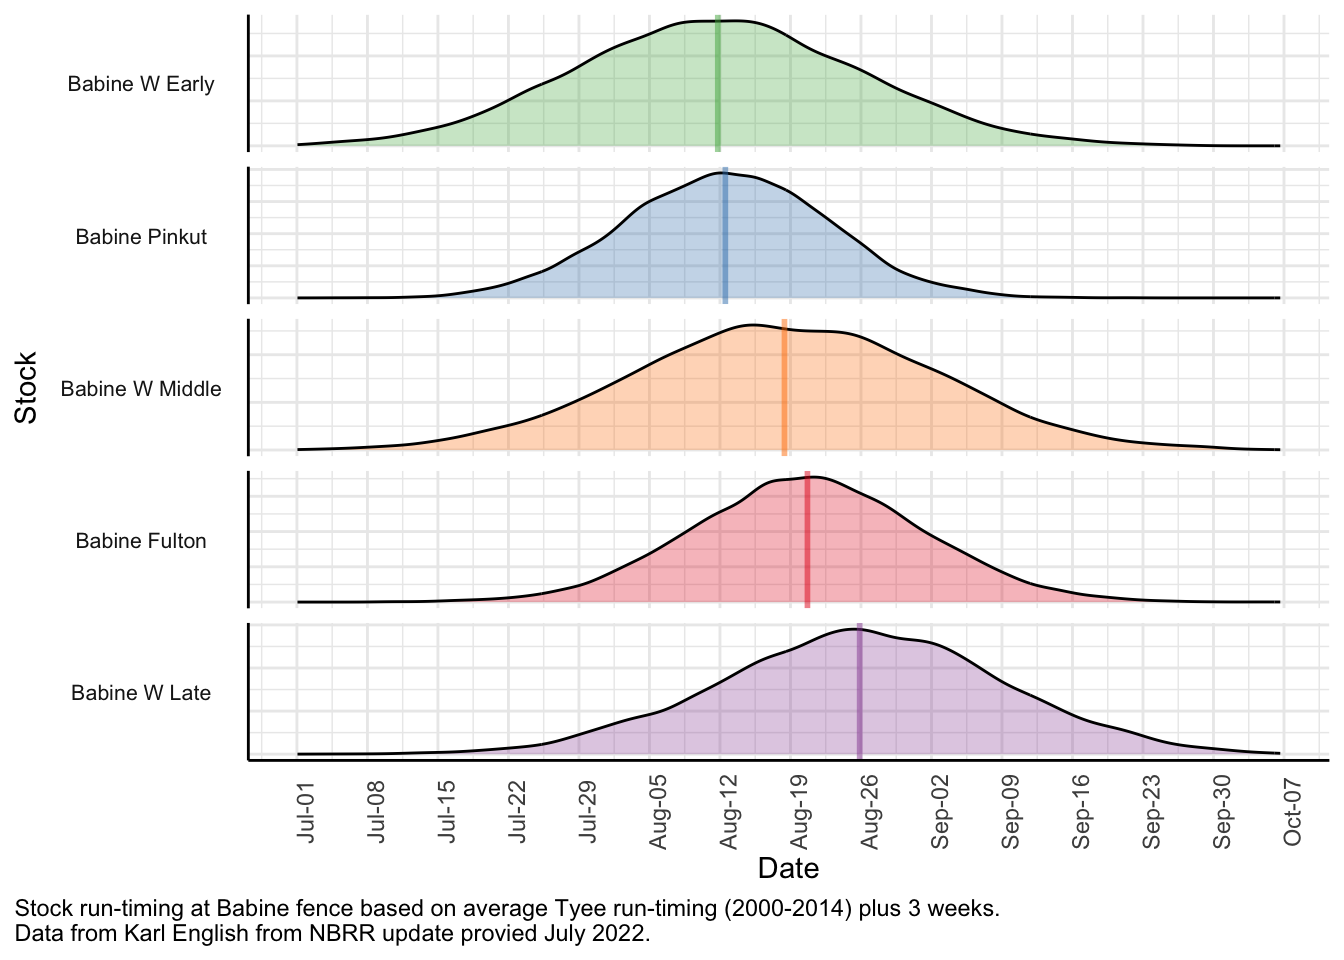 Babine W Early
Babine Pinkut
Babine W Middle
Babine Fulton
Babine W Late
Stock
Jul-01 Jul-08 Jul-15 Jul-22 Jul-29 Aug-05 Aug-12 Aug-19 Aug-26 Sep-02 Sep-09 Sep-16 Sep-23 Sep-30 Oct-07
Date
Stock run-timing at Babine fence based on average Tyee run-timing (2000-2014) plus 3 weeks.
Data from Karl English from NBRR update provied July 2022.